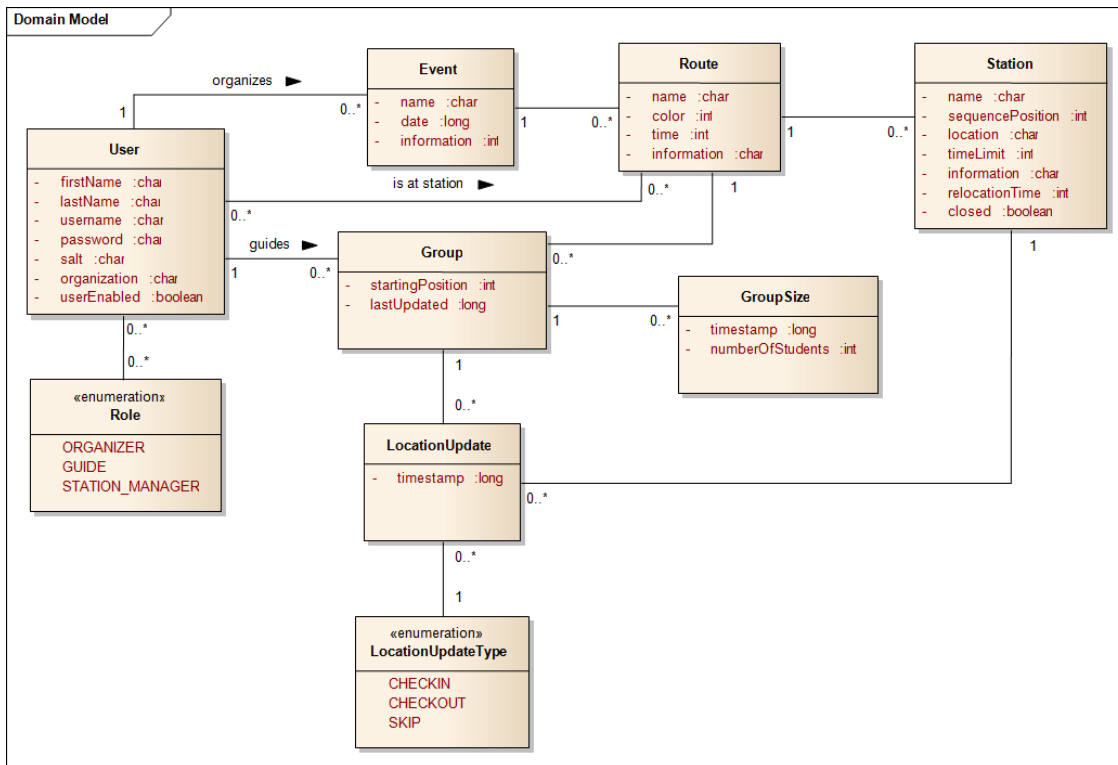 Domain Model
organizes
1
0..*
Event
- name :char
- date :long
- information :int
1
0..*
Route
- name :char
- color :int
- time :int
- information :char
1
0..*
Station
- name :char
- sequencePosition :int
- location :char
- timeLimit :int
- information :char
- relocationTime :int
- closed :boolean
User
- firstName :char
- lastName :char
- username :char
- password :char
- salt :char
- organization :char
- userEnabled :boolean
is at station
0..*
0..*
guides
1
0..*
Group
- startingPosition :int
- lastUpdated :long
1
0..*
1
0..*
GroupSize
- timestamp :long
- numberOfStudents :int
0..*
0..*
«enumeration»
Role
ORGANIZER
GUIDE
STATION_MANAGER
1
0..*
LocationUpdate
- timestamp :long
1
0..*
0..*
1
«enumeration»
LocationUpdateType
CHECKIN
CHECKOUT
SKIP